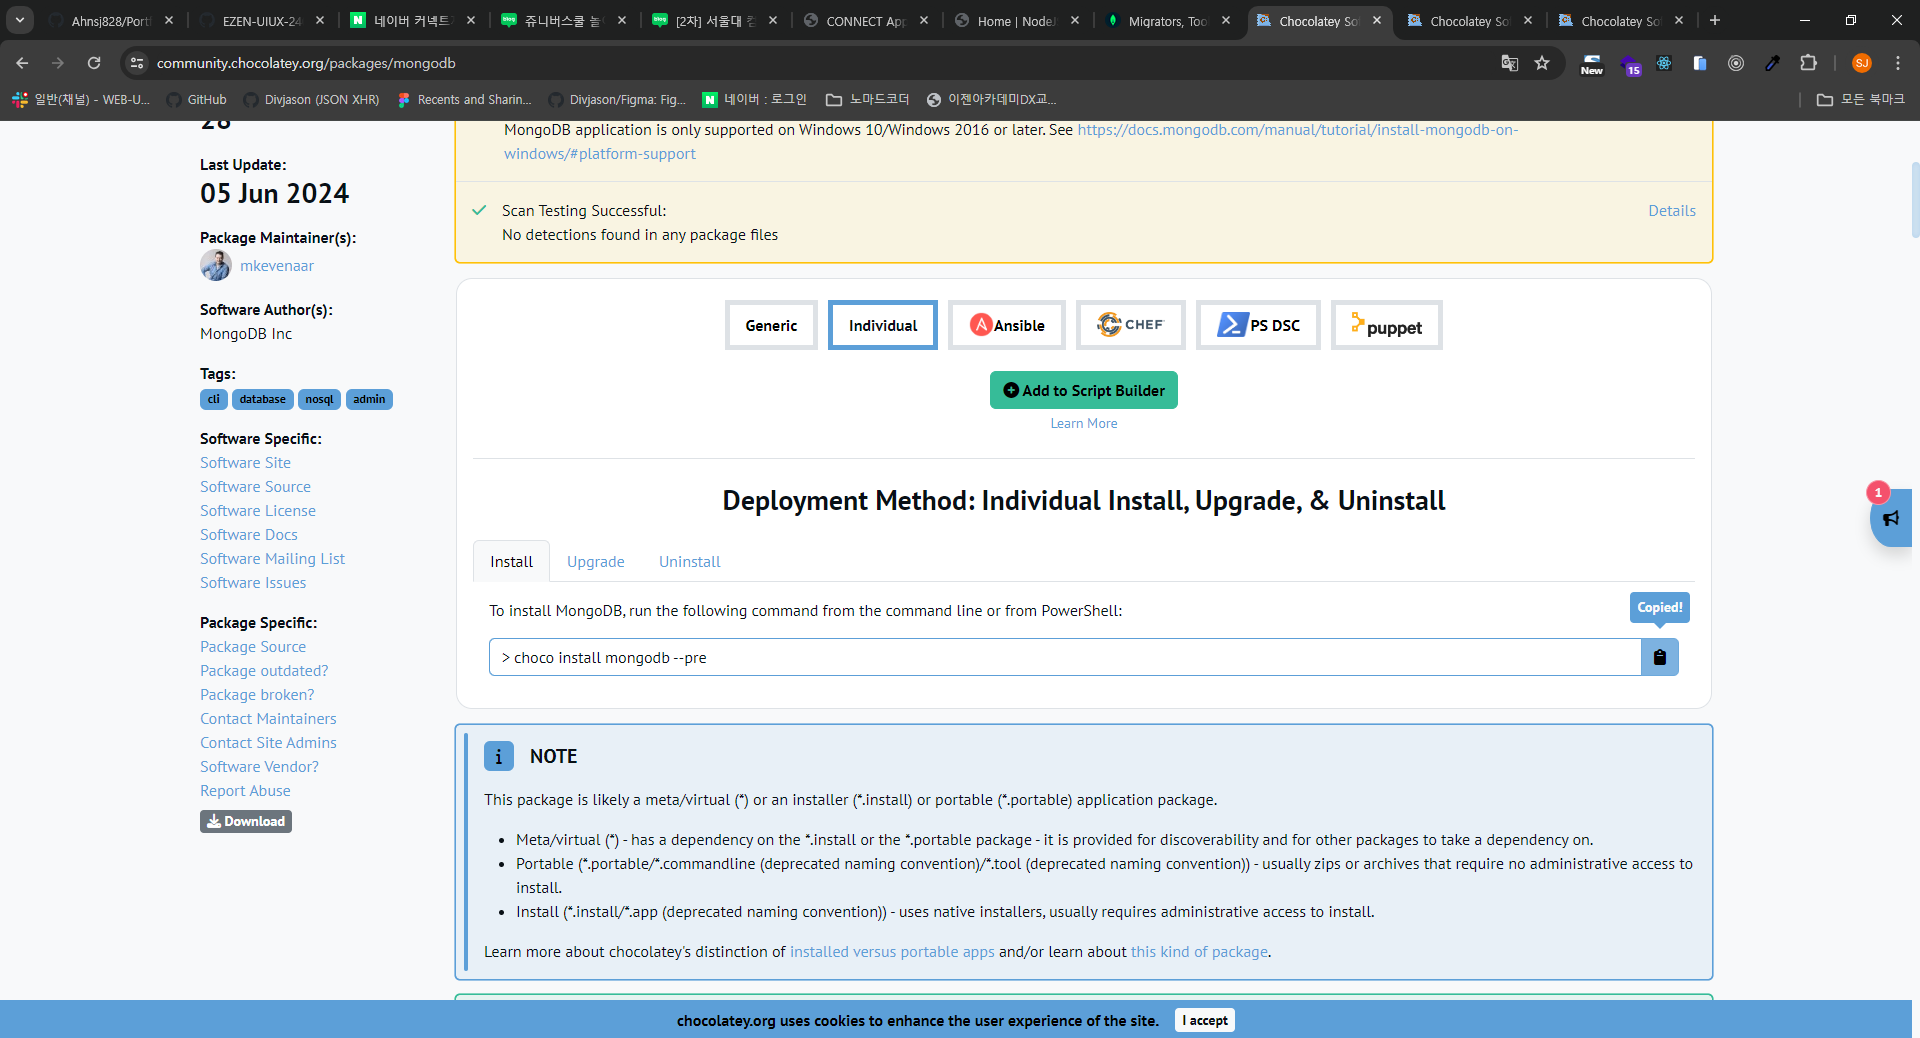 Ahnsj828/Portf
EZEN-UIUX-24
네이버 커넥트
쥬니버스쿨 놀
[2차] 서울대 컴
CONNECT App
Home | NodeJ
Migrators, Too
Chocolatey So
Chocolatey So
Chocolatey So
community.chocolatey.org/packages/mongodb
New
15
SJ
일반(채널) - WEB-U...
GitHub
Divjason (JSON XHR)
Recents and Sharin...
Divjason/Figma: Fig...
네이버 : 로그인
노마드코더
이젠아카데미DX교...
모든 북마크
28
Last Update:
05 Jun 2024
Package Maintainer(s):
mkevenaar
Software Author(s):
MongoDB Inc
Tags:
cli database nosql admin
Software Specific:
Software Site
Software Source
Software License
Software Docs
Software Mailing List
Software Issues
Package Specific:
Package Source
Package outdated?
Package broken?
Contact Maintainers
Contact Site Admins
Software Vendor?
Report Abuse
Download
MongoDB application is only supported on Windows 10/Windows 2016 or later. See https://docs.mongodb.com/manual/tutorial/install-mongodb-on-
windows/#platform-support
Scan Testing Successful:
Details
No detections found in any package files
Generic
Individual
Ansible
CHEF
PS DSC
puppet
Add to Script Builder
Learn More
Deployment Method: Individual Install, Upgrade, & Uninstall
Install Upgrade Uninstall
To install MongoDB, run the following command from the command line or from PowerShell:
Copied!
> choco install mongodb --pre
1
i NOTE
This package is likely a meta/virtual (*) or an installer (*.install) or portable (*.portable) application package.
• Meta/virtual (*) - has a dependency on the *.install or the *.portable package - it is provided for discoverability and for other packages to take a dependency on.
• Portable (*.portable/*.commandline (deprecated naming convention)/*.tool (deprecated naming convention)) - usually zips or archives that require no administrative access to
install.
• Install (*.install/*.app (deprecated naming convention)) - uses native installers, usually requires administrative access to install.
Learn more about chocolatey's distinction of installed versus portable apps and/or learn about this kind of package.
chocolatey.org uses cookies to enhance the user experience of the site.
I accept